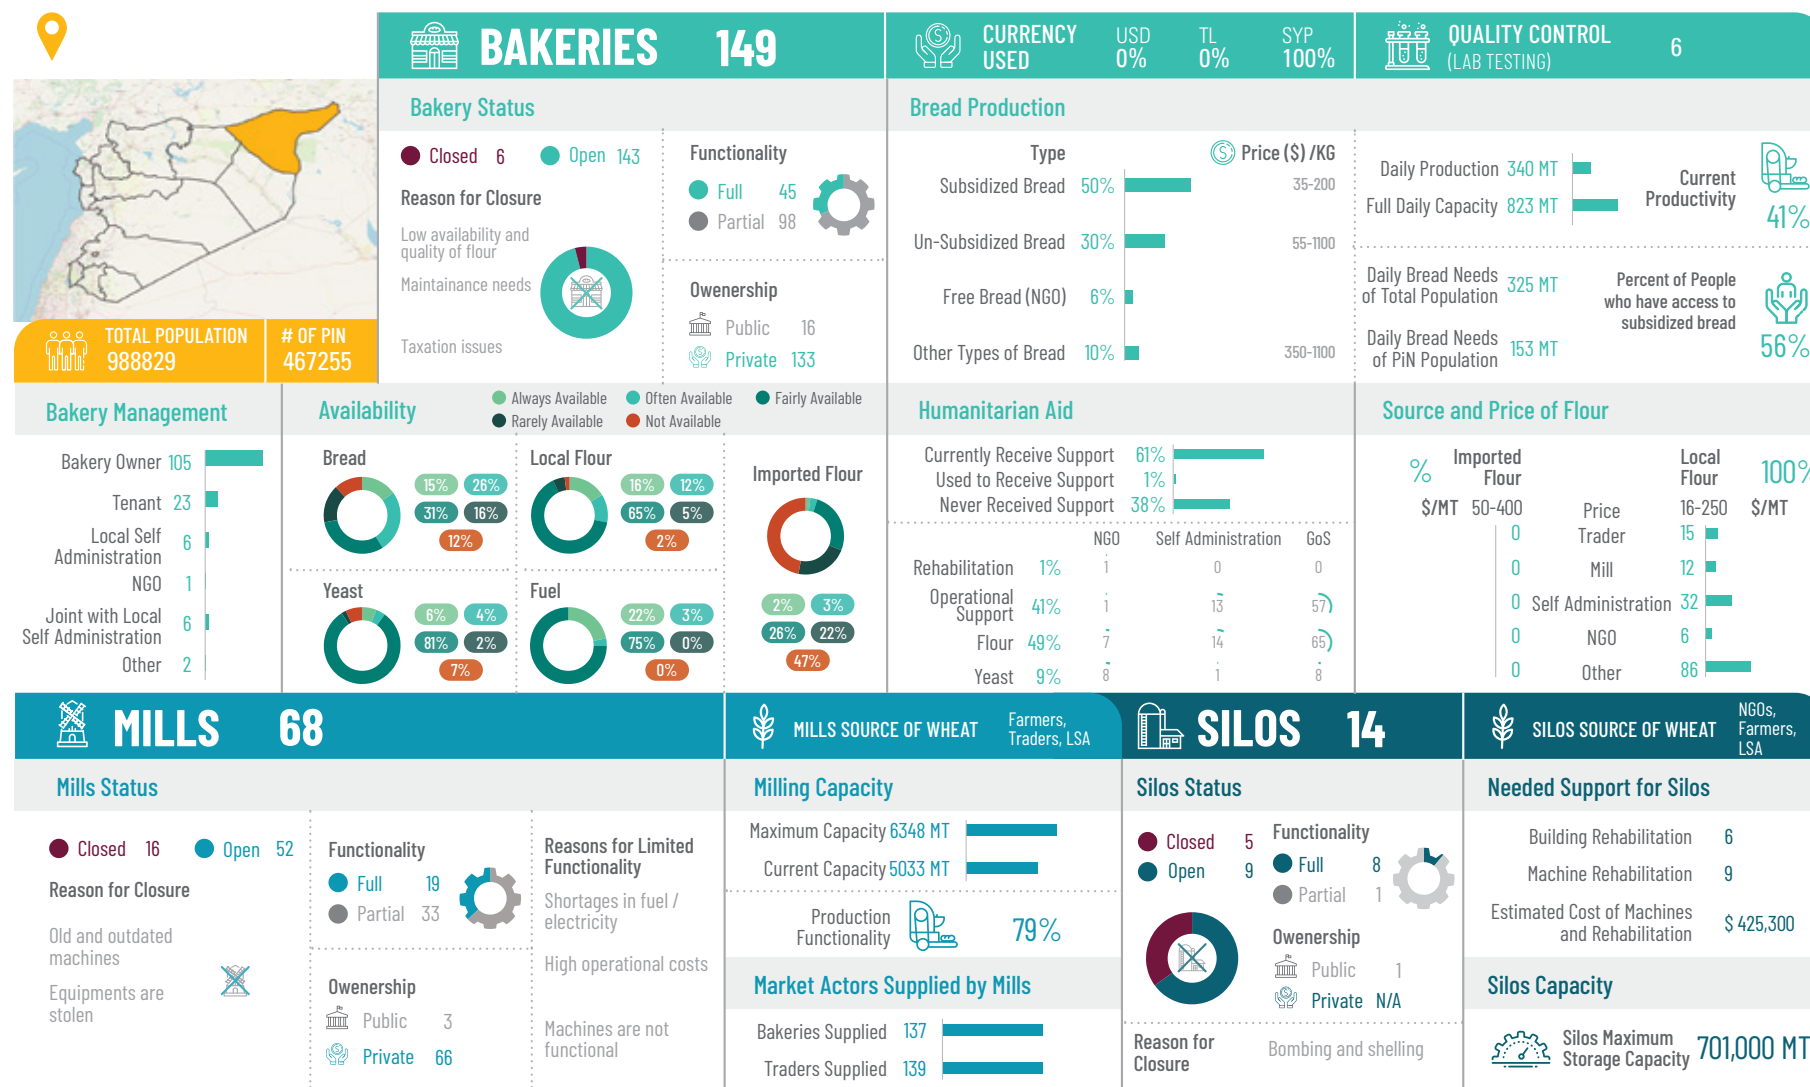 BAKERIES 149
CURRENCY
USED
USD
0%
TL
0%
SYP
100%
QUALITY CONTROL
(LAB TESTING)
6
TOTAL POPULATION
988829
# OF PIN
467255
Bakery Status
Closed 6
Open 143
Reason for Closure
Low availability and
quality of flour
Maintainance needs
Taxation issues
Functionality
Full 45
Partial 98
Owenership
Public 16
Private 133
Bread Production
Type
Price ($) /KG
Subsidized Bread 50% 35-200
Un-Subsidized Bread 30% 55-1100
Free Bread (NGO) 6%
Other Types of Bread 10% 350-1100
Daily Production 340 MT
Full Daily Capacity 823 MT
Current
Productivity
41%
Daily Bread Needs
of Total Population
325 MT
Daily Bread Needs
of PiN Population
153 MT
Percent of People
who have access to
subsidized bread
56%
Bakery Management
Bakery Owner 105
Tenant 23
Local Self
Administration
6
NGO 1
Joint with Local
Self Administration
6
Other 2
Availability
Always Available
Often Available
Fairly Available
Rarely Available
Not Available
Bread
15% 26%
31% 16%
12%
Local Flour
16% 12%
65% 5%
2%
Imported Flour
2% 3%
26% 22%
47%
Yeast
6% 4%
81% 2%
7%
Fuel
22% 3%
75% 0%
0%
Humanitarian Aid
Currently Receive Support 61%
Used to Receive Support 1%
Never Received Support 38%
NGO Self Administration GoS
Rehabilitation 1% 1 0 0
Operational
Support
41% 1 13 57
Flour 49% 7 14 65
Yeast 9% 8 1 8
Source and Price of Flour
%
Imported
Flour
Local
Flour
100%
$/MT 50-400 Price 16-250 $/MT
0 Trader 15
0 Mill 12
0 Self Administration 32
0 NGO 6
0 Other 86
MILLS 68
MILLS SOURCE OF WHEAT
Farmers,
Traders, LSA
SILOS 14
SILOS SOURCE OF WHEAT
NGOs,
Farmers,
LSA
Mills Status
Closed 16
Open 52
Reason for Closure
Old and outdated
machines
Equipments are
stolen
Functionality
Full 19
Partial 33
Owenership
Public 3
Private 66
Reasons for Limited
Functionality
Shortages in fuel /
electricity
High operational costs
Machines are not
functional
Milling Capacity
Maximum Capacity 6348 MT
Current Capacity 5033 MT
Production
Functionality
79%
Market Actors Supplied by Mills
Bakeries Supplied 137
Traders Supplied 139
Silos Status
Closed 5
Open 9
Functionality
Full 8
Partial 1
Owenership
Public 1
Private N/A
Reason for
Closure
Bombing and shelling
Needed Support for Silos
Building Rehabilitation 6
Machine Rehabilitation 9
Estimated Cost of Machines
and Rehabilitation
$ 425,300
Silos Capacity
Silos Maximum
Storage Capacity
701,000 MT